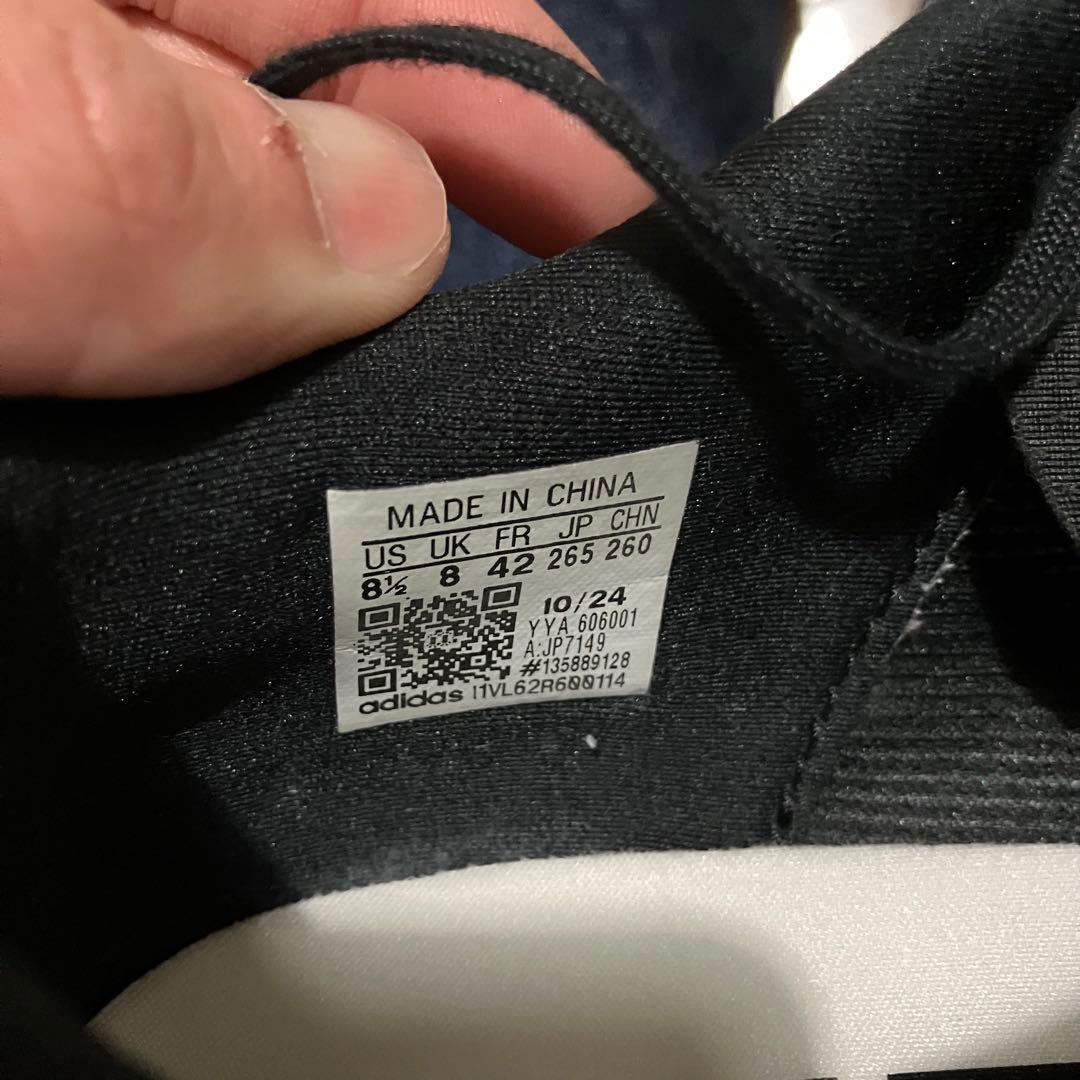 MADE IN CHINA
US UK FR JP CHN
8½ 8 42 265 260
10/24
YYA 606001
A:JP7149
#135889128
adidas I1VL62R600114